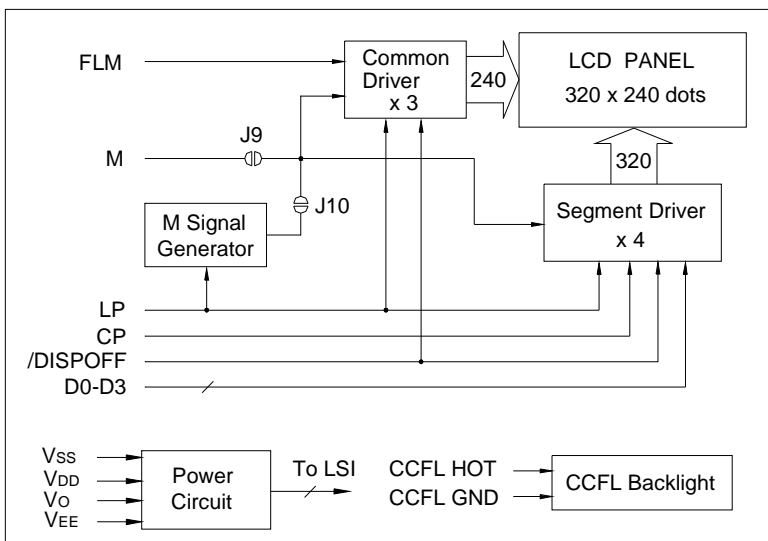 FLM
Common
Driver
x 3
240
LCD PANEL
320 x 240 dots
J9
M
320
J10
M Signal
Generator
Segment Driver
x 4
LP
CP
/DISPOFF
D0-D3
VSS
VDD
VO
VEE
Power
Circuit
To LSI
CCFL HOT
CCFL GND
CCFL Backlight